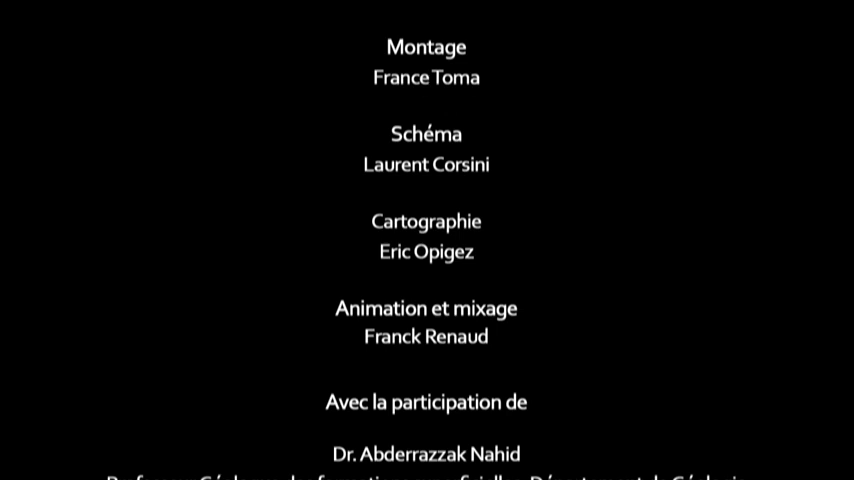 Montage
France Toma
Schéma
Laurent Corsini
Cartographie
Eric Opigez
Animation et mixage
Franck Renaud
Avec la participation de
Dr. Abderrazzak Nahid